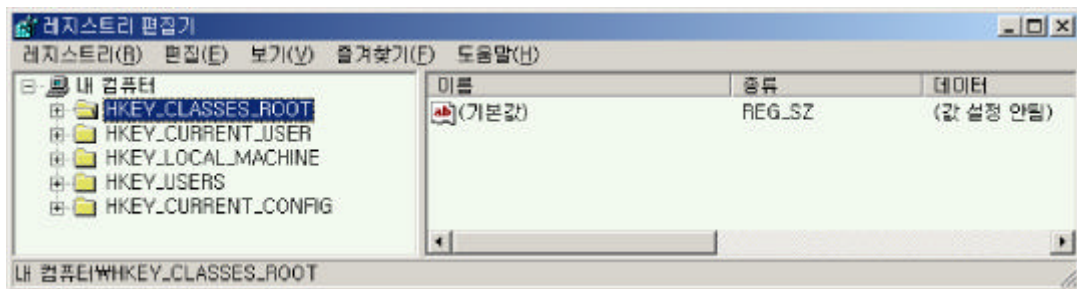 레지스트리 편집기
레지스트리(R) 편집(E) 보기(V) 즐겨찾기(F) 도움말(H)
내 컴퓨터
HKEY_CLASSES_ROOT
HKEY_CURRENT_USER
HKEY_LOCAL_MACHINE
HKEY_USERS
HKEY_CURRENT_CONFIG
이름 종류 데이터
ab (기본값) REG_SZ (값 설정 안됨)
내 컴퓨터₩HKEY_CLASSES_ROOT